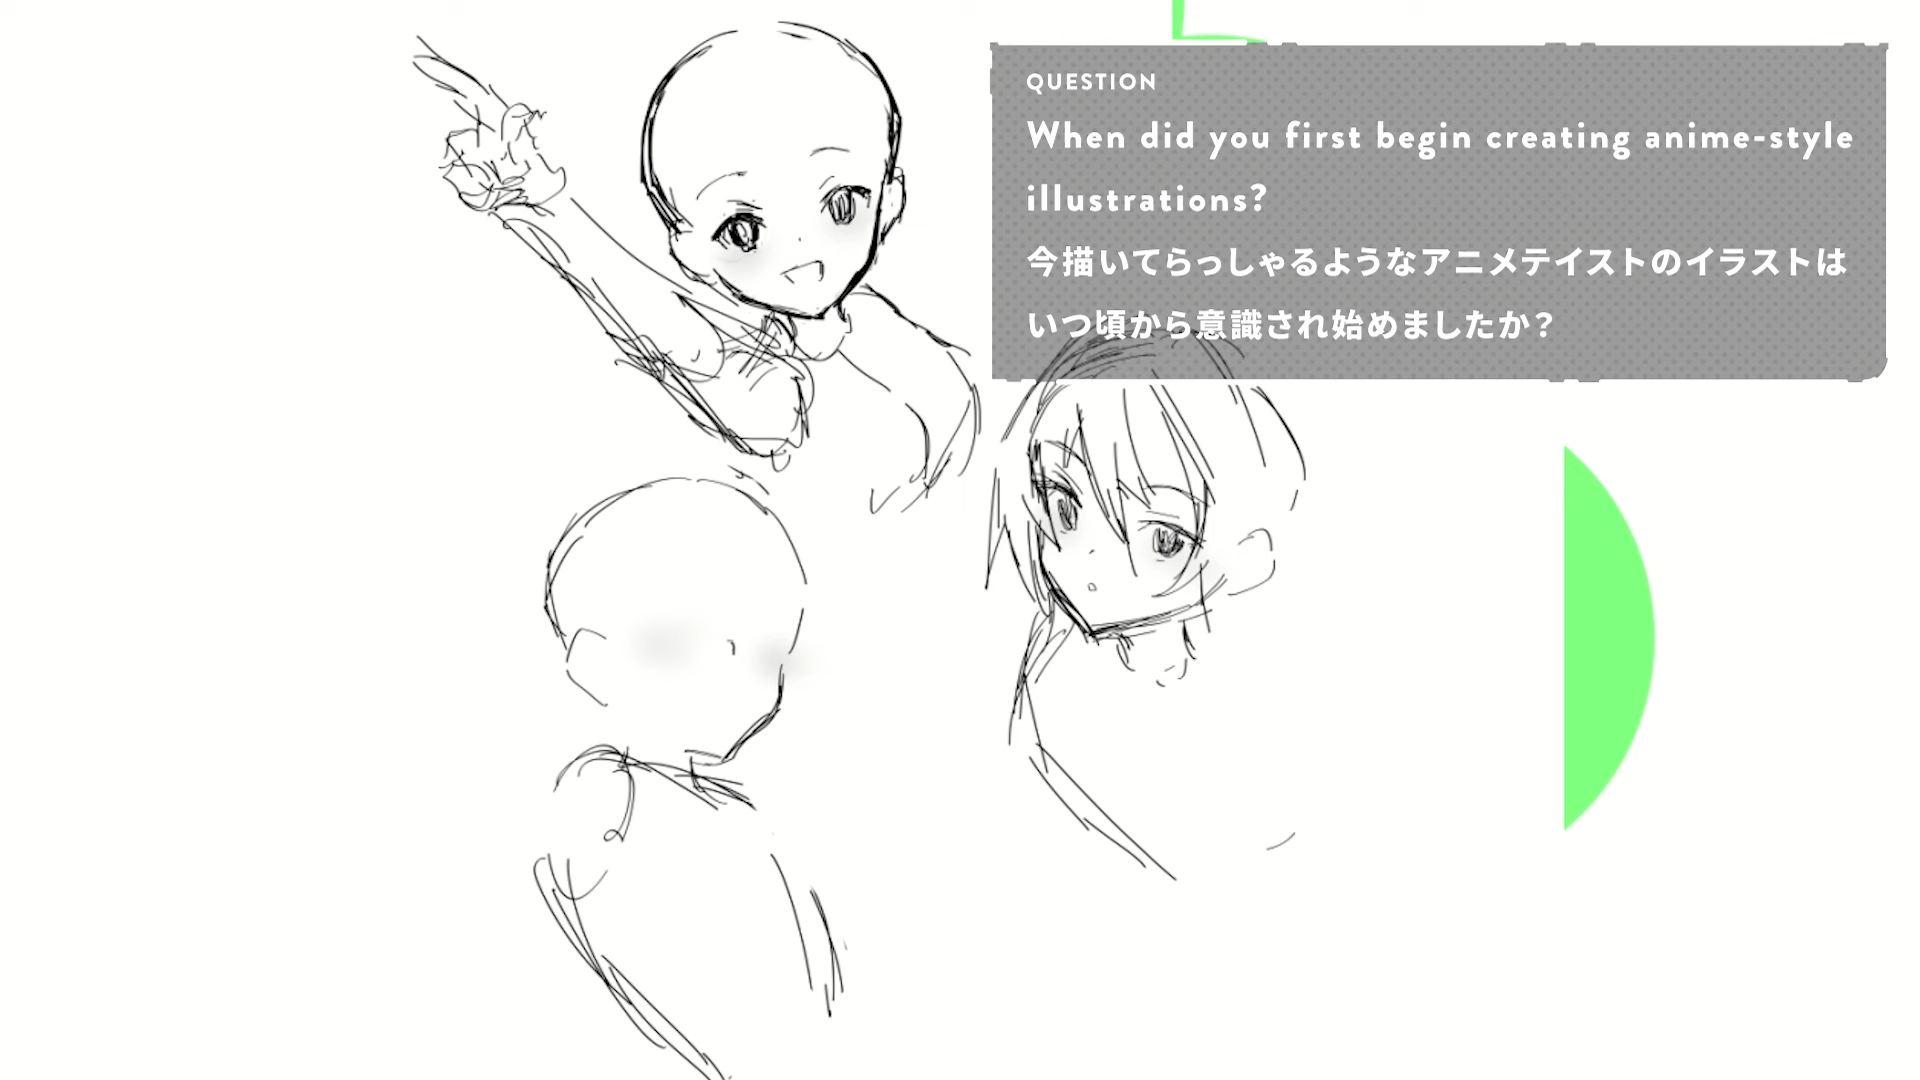 QUESTION
When did you first begin creating anime-style
illustrations?
今描いてらっしゃるようなアニメテイストのイラストは
いつ頃から意識され始めましたか?